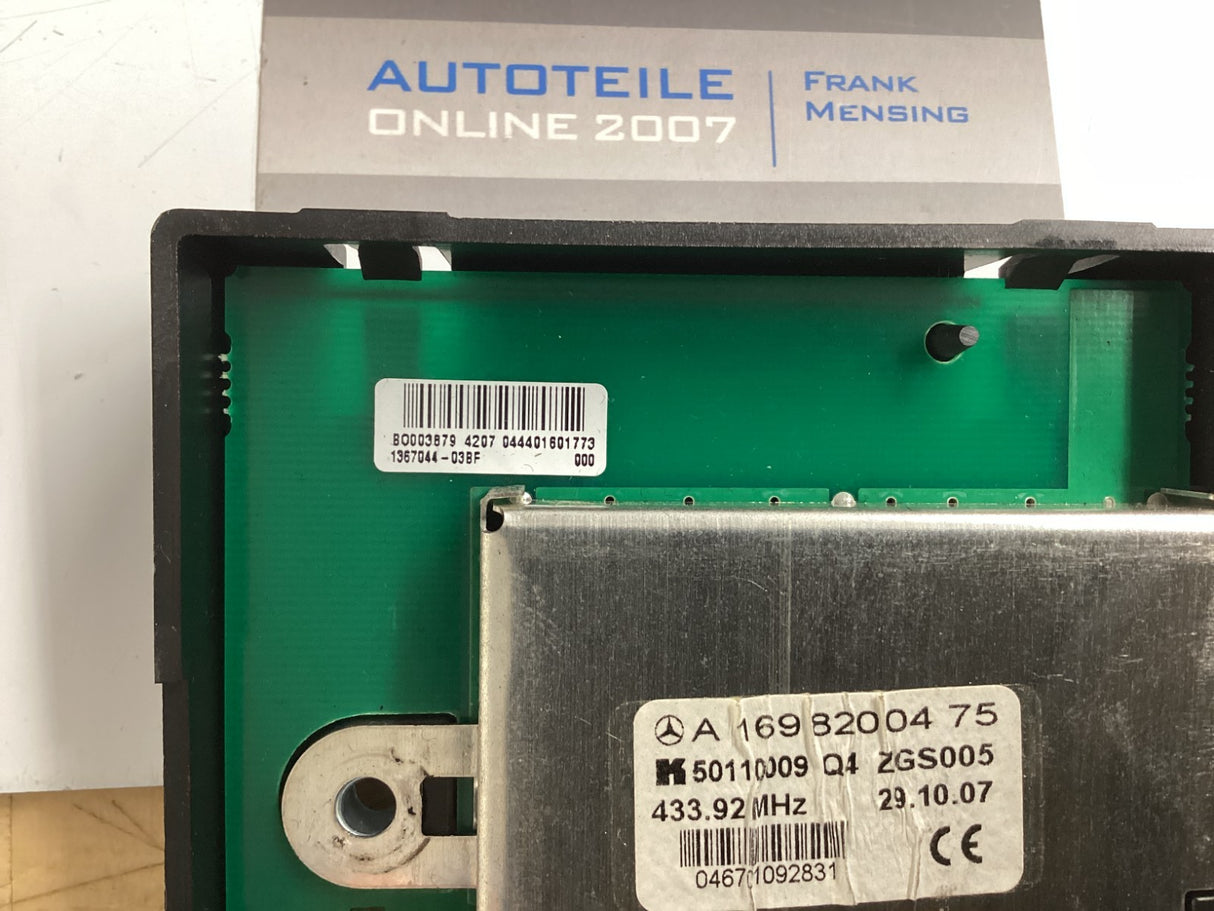 AUTOTEILE
ONLINE 2007
FRANK
MENSING
BO003879 4207 044401601773
1367044-03BF 000
A 169 820 04 75
K 50110009 Q4 ZGS005
433.92 MHz 29.10.07
CE
04671092831